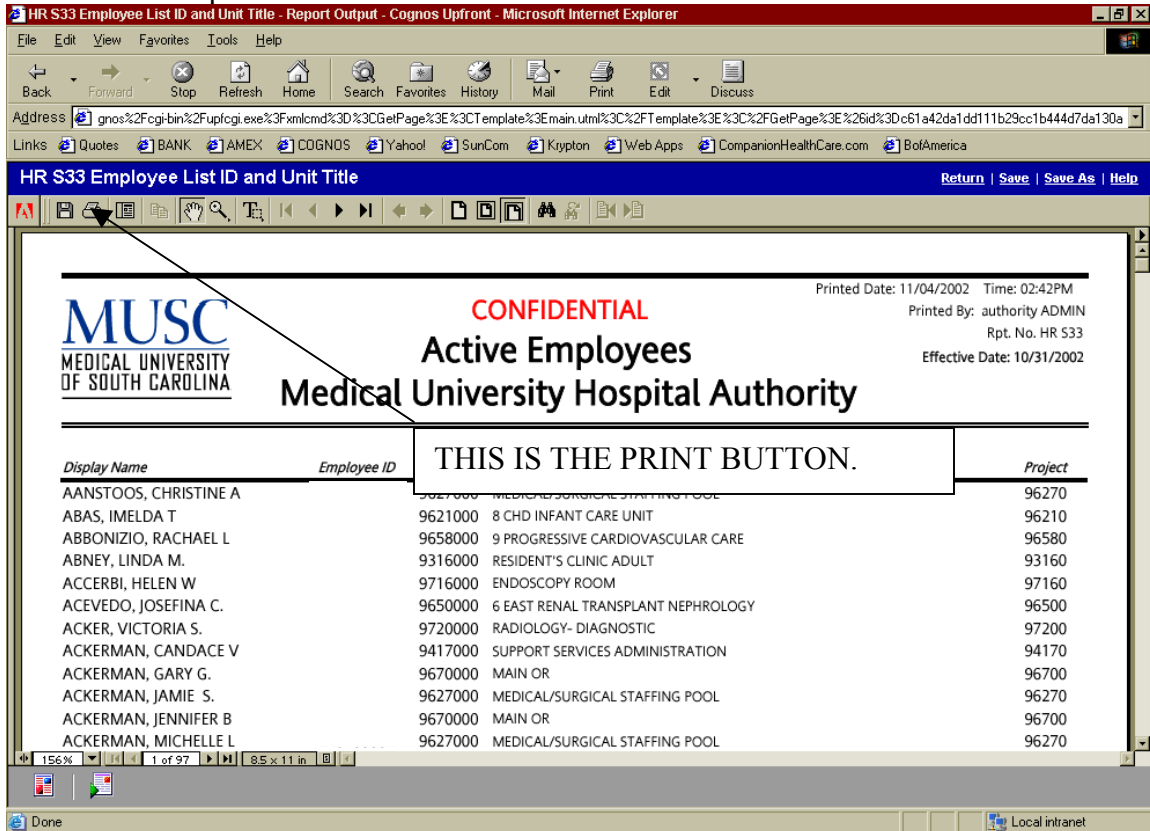 HR S33 Employee List ID and Unit Title - Report Output - Cognos Upfront - Microsoft Internet Explorer
File Edit View Favorites Tools Help
Back Forward Stop Refresh Home Search Favorites History Mail Print Edit Discuss
Address gnos%2Fcgi-bin%2Fupfcgi.exe%3Fxmlcmd%3D%3CGetPage%3E%3CTemplate%3Emain.utml%3C%2FTemplate%3E%3C%2FGetPage%3E%26id%3Dc61a42da1dd111b29cc1b444d7da130a
Links Quotes BANK AMEX COGNOS Yahoo! SunCom Krypton Web Apps CompanionHealthCare.com BofAmerica
HR S33 Employee List ID and Unit Title Return | Save | Save As | Help
Printed Date: 11/04/2002 Time: 02:42PM
MUSC CONFIDENTIAL Printed By: authority ADMIN
Rpt. No. HR S33
MEDICAL UNIVERSITY Active Employees Effective Date: 10/31/2002
OF SOUTH CAROLINA Medical University Hospital Authority
THIS IS THE PRINT BUTTON.
Display Name Employee ID Project
AANSTOOS, CHRISTINE A 9627000 MEDICAL/SURGICAL STAFFING POOL 96270
ABAS, IMELDA T 9621000 8 CHD INFANT CARE UNIT 96210
ABBONIZIO, RACHAEL L 9658000 9 PROGRESSIVE CARDIOVASCULAR CARE 96580
ABNEY, LINDA M. 9316000 RESIDENT'S CLINIC ADULT 93160
ACCERBI, HELEN W 9716000 ENDOSCOPY ROOM 97160
ACEVEDO, JOSEFINA C. 9650000 6 EAST RENAL TRANSPLANT NEPHROLOGY 96500
ACKER, VICTORIA S. 9720000 RADIOLOGY- DIAGNOSTIC 97200
ACKERMAN, CANDACE V 9417000 SUPPORT SERVICES ADMINISTRATION 94170
ACKERMAN, GARY G. 9670000 MAIN OR 96700
ACKERMAN, JAMIE S. 9627000 MEDICAL/SURGICAL STAFFING POOL 96270
ACKERMAN, JENNIFER B 9670000 MAIN OR 96700
ACKERMAN, MICHELLE L 9627000 MEDICAL/SURGICAL STAFFING POOL 96270
156% 1 of 97 8.5 x 11 in
Done Local intranet